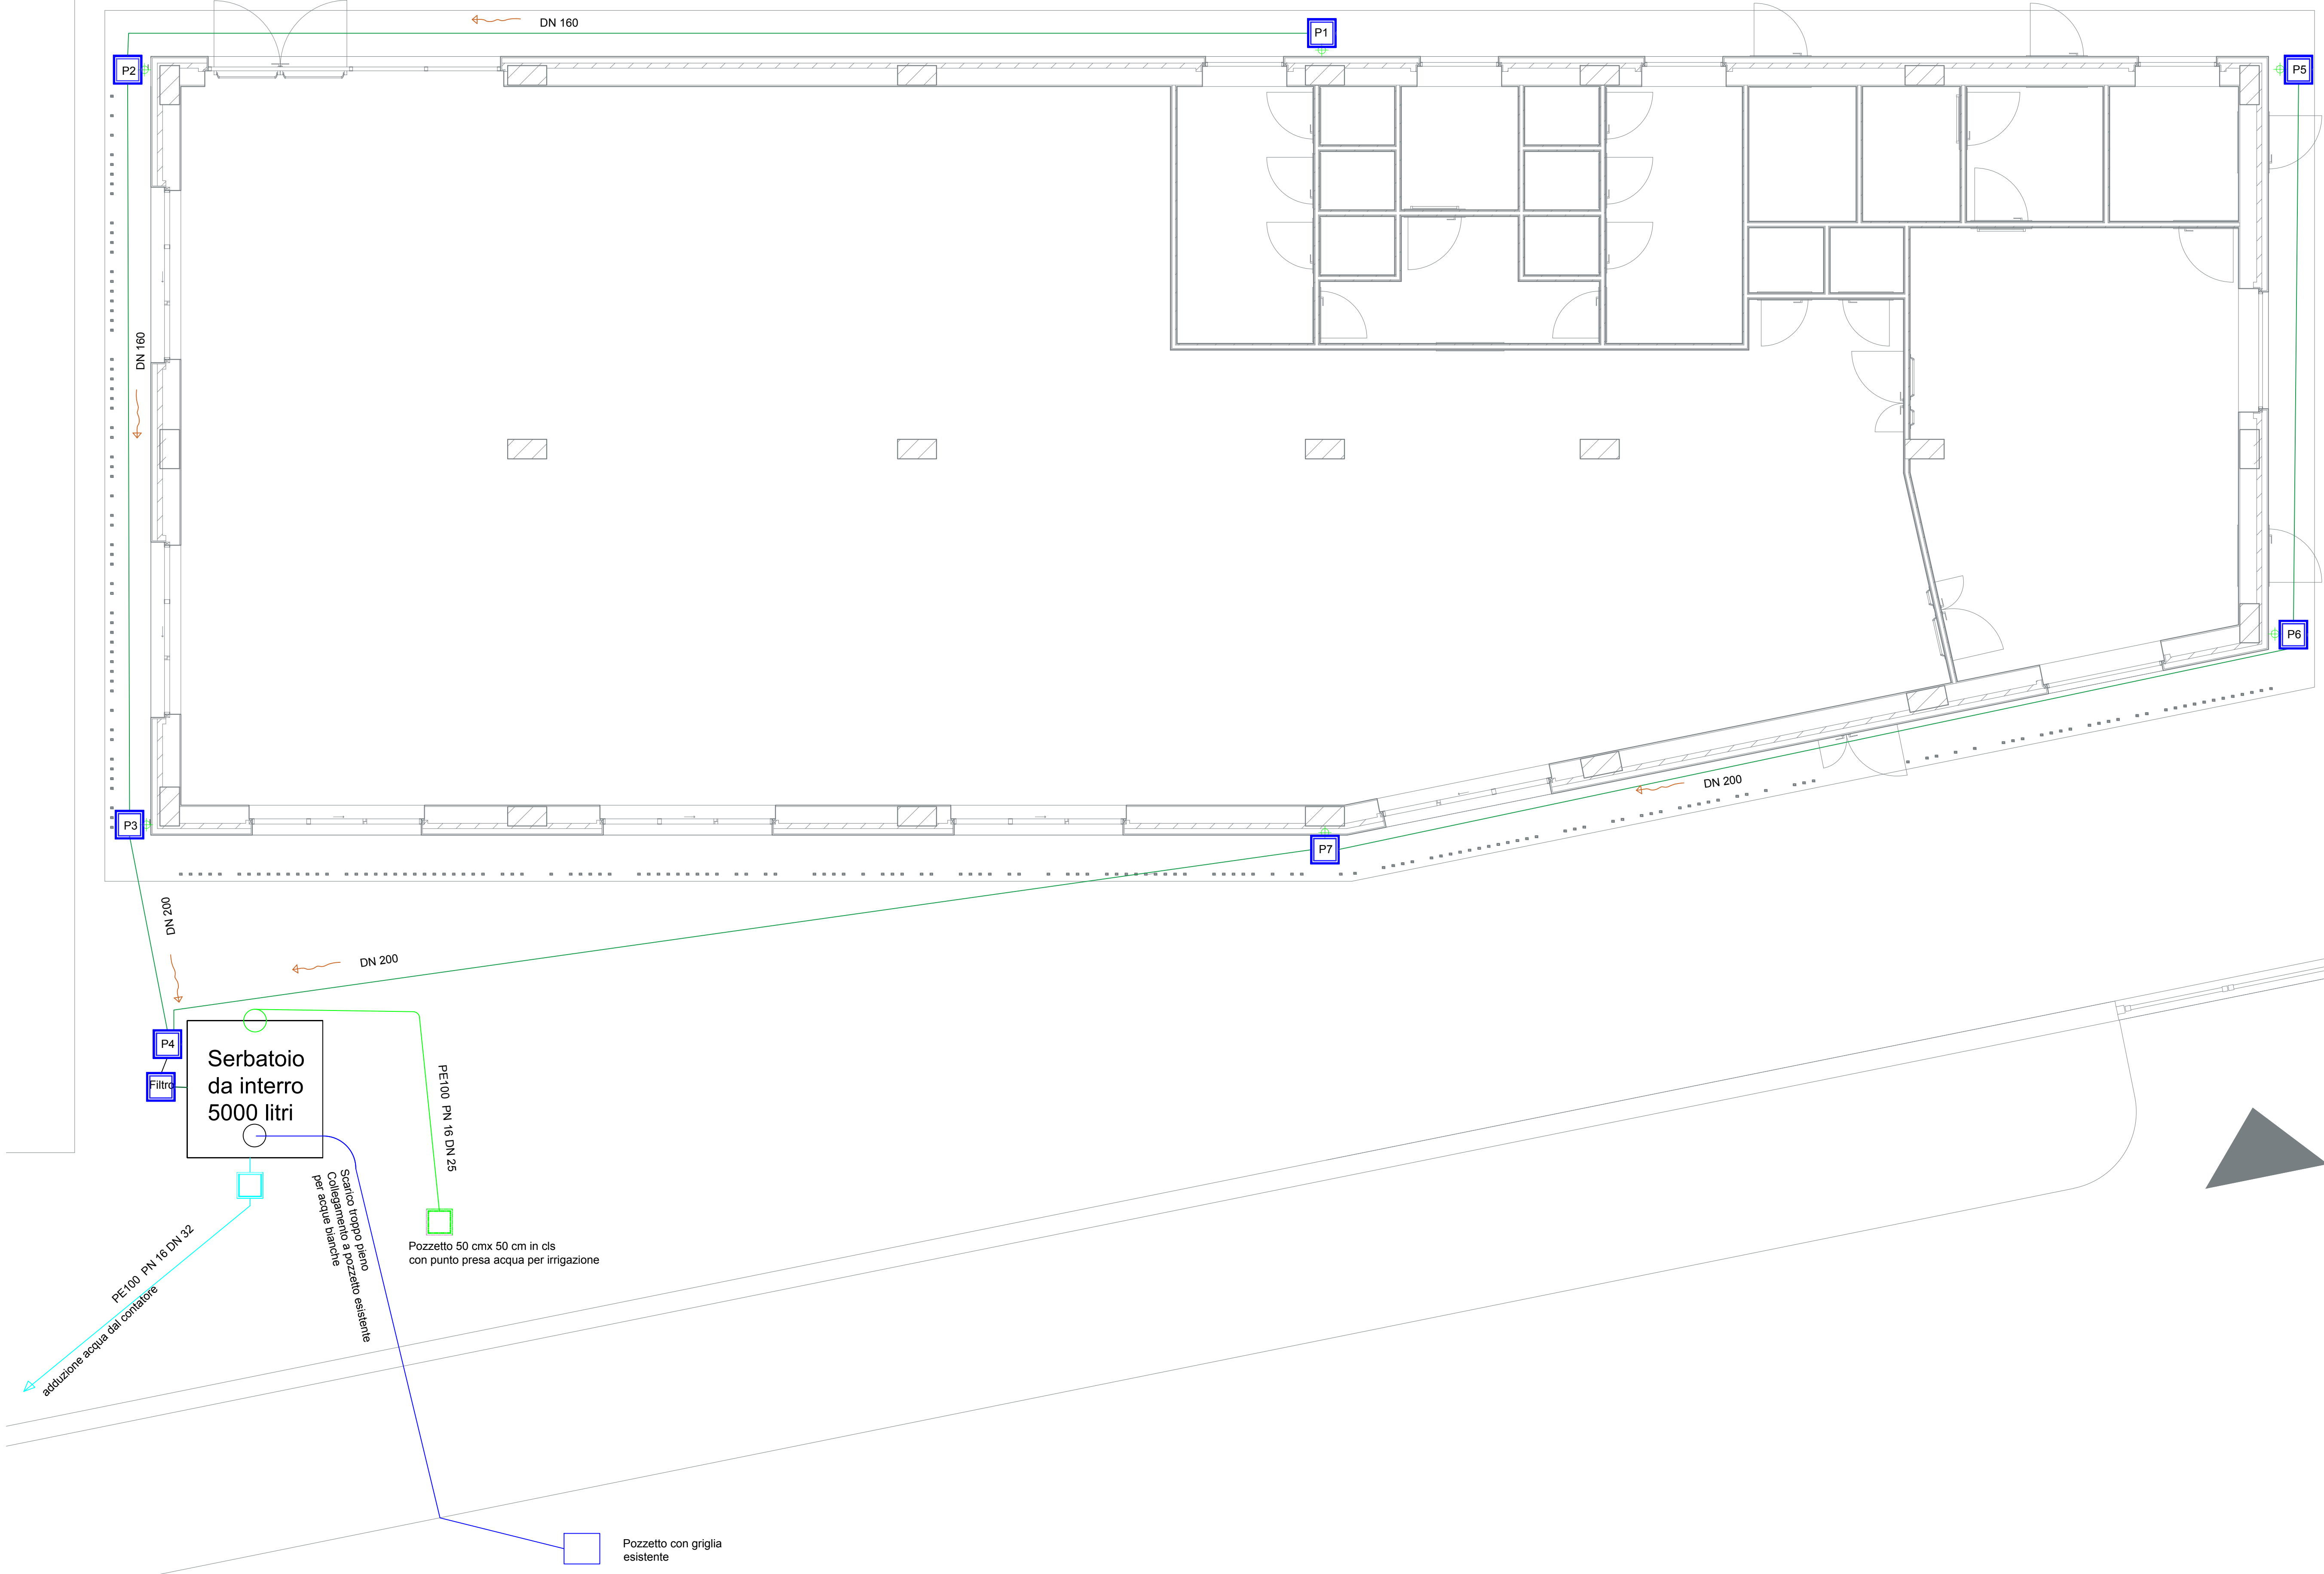 DN 160
P1
P2
P5
DN 160
P6
DN 200
P3
P7
DN 200
DN 200
P4
Filtro
Serbatoio
da interro
5000 litri
PE100 PN 16 DN 25
Scarico troppo pieno
Collegamento a pozzetto esistente
per acque bianche
PE100 PN 16 DN 32
adduzione acqua dal contatore
Pozzetto 50 cmx 50 cm in cls
con punto presa acqua per irrigazione
Pozzetto con griglia
esistente